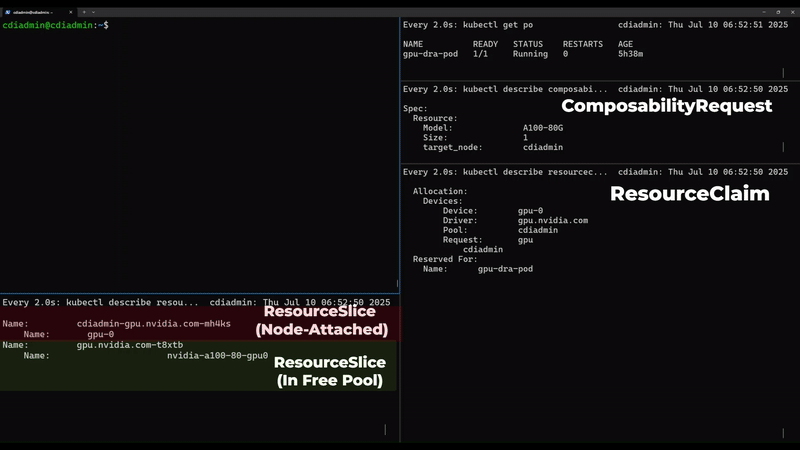 cdiadmin@cdiadmin: ~
cdiadmin@cdiadmin:~$
Every 2.0s: kubectl get po cdiadmin: Thu Jul 10 06:52:51 2025
NAME READY STATUS RESTARTS AGE
gpu-dra-pod 1/1 Running 0 5h38m
Every 2.0s: kubectl describe composabi... cdiadmin: Thu Jul 10 06:52:50 2025
ComposabilityRequest
Spec:
Resource:
Model: A100-80G
Size: 1
target_node: cdiadmin
Every 2.0s: kubectl describe resourcec... cdiadmin: Thu Jul 10 06:52:50 2025
ResourceClaim
Allocation:
Devices:
Device: gpu-0
Driver: gpu.nvidia.com
Pool: cdiadmin
Request: gpu
cdiadmin
Reserved For:
Name: gpu-dra-pod
Every 2.0s: kubectl describe resou... cdiadmin: Thu Jul 10 06:52:50 2025
ResourceSlice
(Node-Attached)
Name: cdiadmin-gpu.nvidia.com-mh4ks
Name: gpu-0
Name: gpu.nvidia.com-t8xtb
Name: nvidia-a100-80-gpu0
ResourceSlice
(In Free Pool)